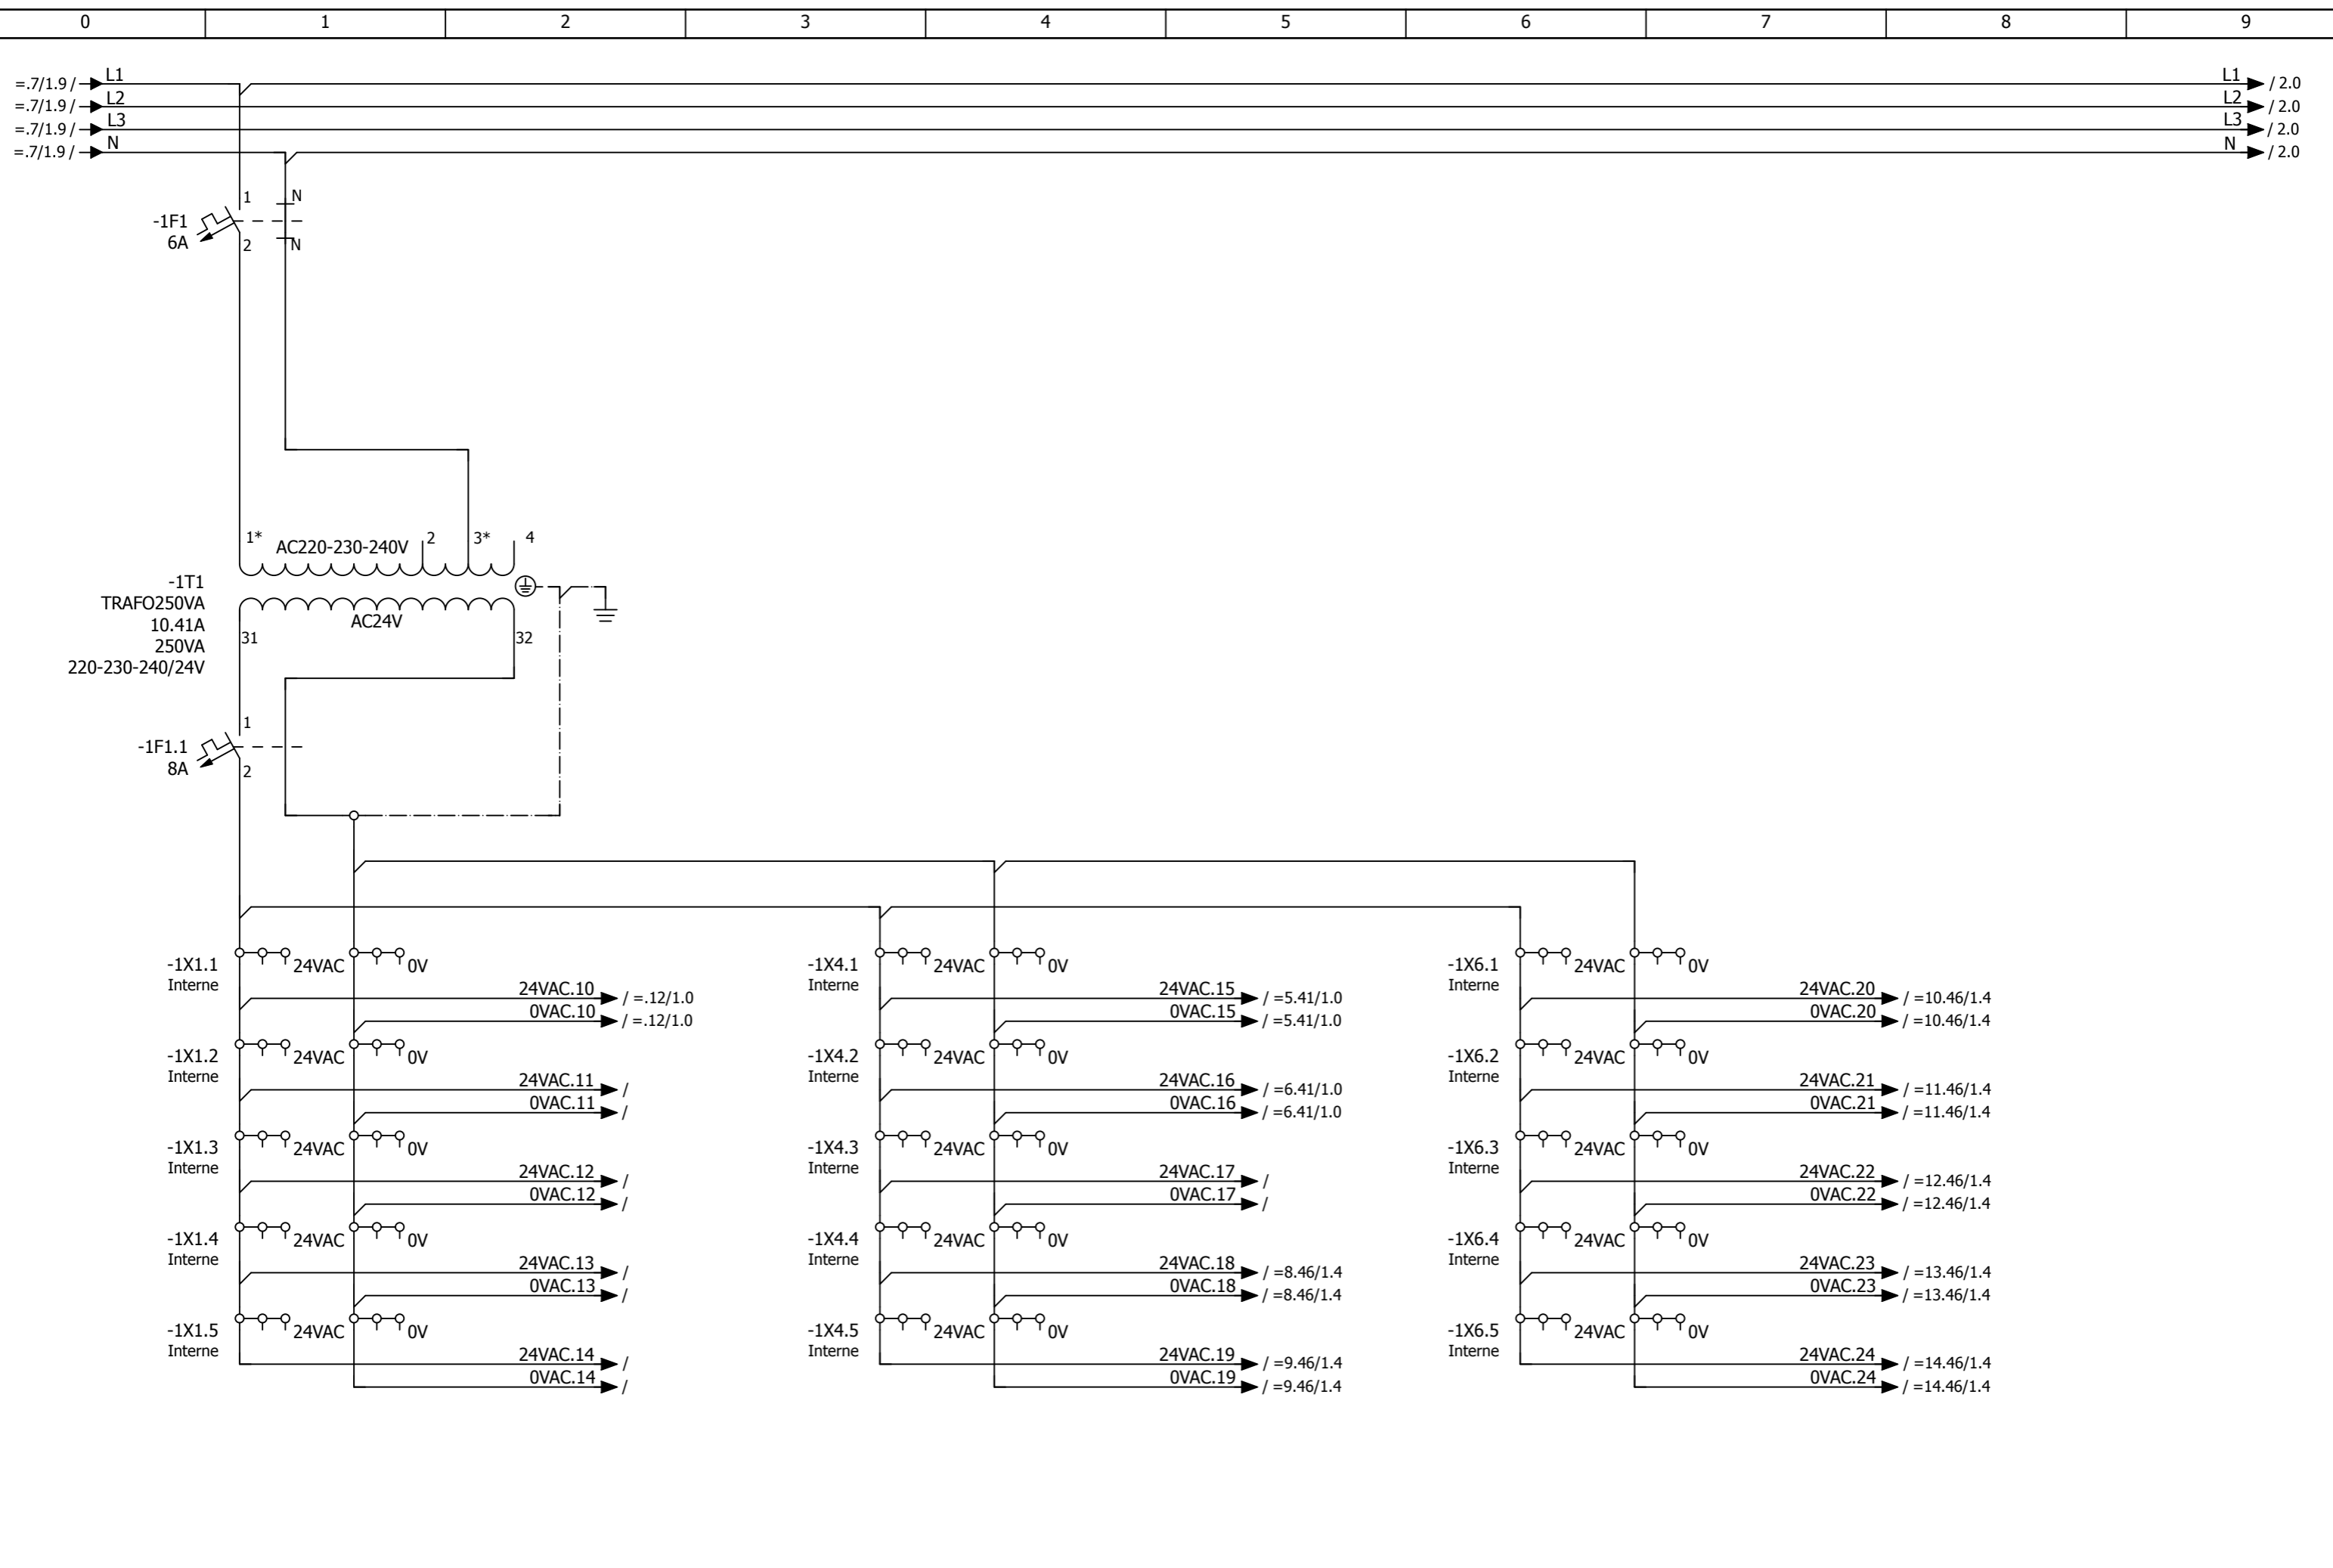 0 1 2 3 4 5 6 7 8 9
=.7/1.9 / L1 L1 / 2.0
=.7/1.9 / L2 L2 / 2.0
=.7/1.9 / L3 L3 / 2.0
=.7/1.9 / N N / 2.0
1 N
-1F1
6A
2 N
1* AC220-230-240V 2 3* 4
-1T1
TRAFO250VA
10.41A
250VA
220-230-240/24V
AC24V
31 32
1
-1F1.1
8A
2
-1X1.1 24VAC 0V -1X4.1 24VAC 0V -1X6.1 24VAC 0V
Interne Interne Interne
24VAC.10 / =.12/1.0 24VAC.15 / =5.41/1.0 24VAC.20 / =10.46/1.4
0VAC.10 / =.12/1.0 0VAC.15 / =5.41/1.0 0VAC.20 / =10.46/1.4
-1X1.2 24VAC 0V -1X4.2 24VAC 0V -1X6.2 24VAC 0V
Interne Interne Interne
24VAC.11 / 24VAC.16 / =6.41/1.0 24VAC.21 / =11.46/1.4
0VAC.11 / 0VAC.16 / =6.41/1.0 0VAC.21 / =11.46/1.4
-1X1.3 24VAC 0V -1X4.3 24VAC 0V -1X6.3 24VAC 0V
Interne Interne Interne
24VAC.12 / 24VAC.17 / 24VAC.22 / =12.46/1.4
0VAC.12 / 0VAC.17 / 0VAC.22 / =12.46/1.4
-1X1.4 24VAC 0V -1X4.4 24VAC 0V -1X6.4 24VAC 0V
Interne Interne Interne
24VAC.13 / 24VAC.18 / =8.46/1.4 24VAC.23 / =13.46/1.4
0VAC.13 / 0VAC.18 / =8.46/1.4 0VAC.23 / =13.46/1.4
-1X1.5 24VAC 0V -1X4.5 24VAC 0V -1X6.5 24VAC 0V
Interne Interne Interne
24VAC.14 / 24VAC.19 / =9.46/1.4 24VAC.24 / =14.46/1.4
0VAC.14 / 0VAC.19 / =9.46/1.4 0VAC.24 / =14.46/1.4